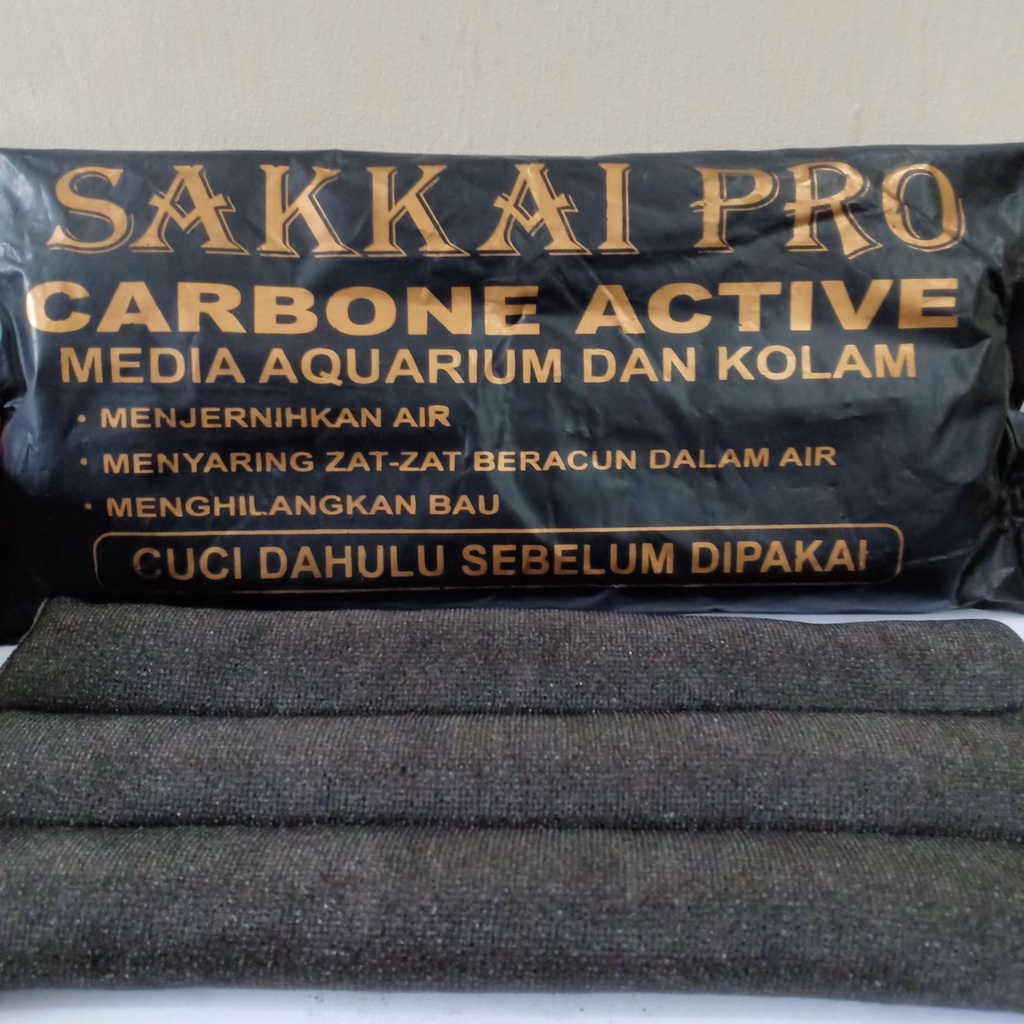 SAKKAI PRO
CARBONE ACTIVE
MEDIA AQUARIUM DAN KOLAM
• MENJERNIHKAN AIR
• MENYARING ZAT-ZAT BERACUN DALAM AIR
• MENGHILANGKAN BAU
CUCI DAHULU SEBELUM DIPAKAI